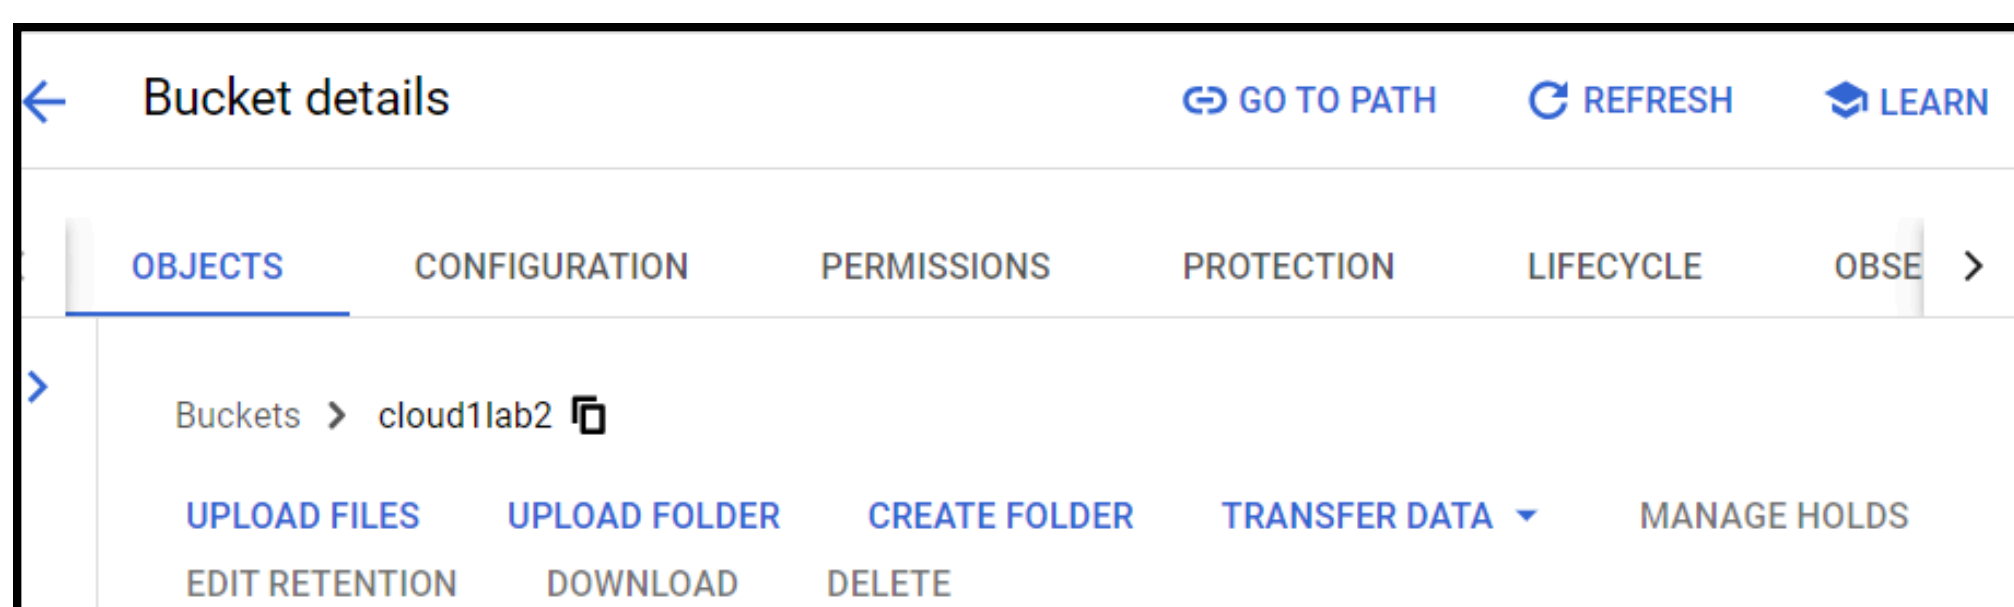 Bucket details GO TO PATH REFRESH LEARN
OBJECTS CONFIGURATION PERMISSIONS PROTECTION LIFECYCLE OBSE
Buckets > cloud1lab2
UPLOAD FILES UPLOAD FOLDER CREATE FOLDER TRANSFER DATA MANAGE HOLDS
EDIT RETENTION DOWNLOAD DELETE